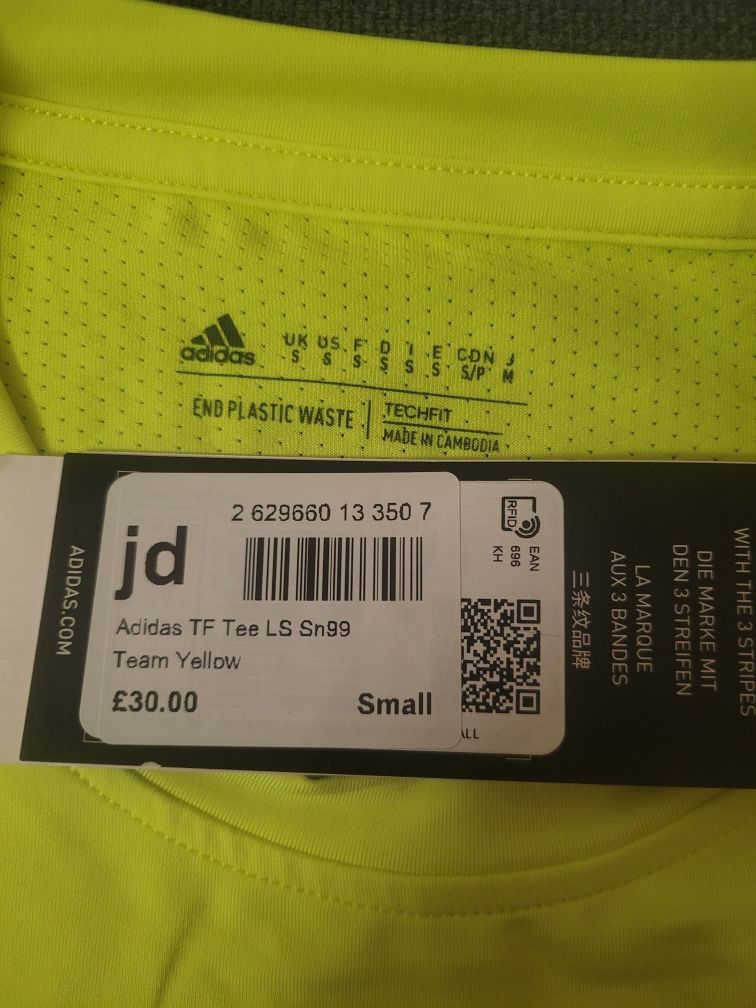 adidas
UK US F D I E CDN J
S S S S S S S/P M
END PLASTIC WASTE
TECHFIT
MADE IN CAMBODIA
ADIDAS.COM
jd
2 629660 13 350 7
Adidas TF Tee LS Sn99
Team Yellow
£30.00
Small
RFID
EAN
696
KH
三条纹品牌
LA MARQUE
AUX 3 BANDES
DIE MARKE MIT
DEN 3 STREIFEN
WITH THE 3 STRIPES